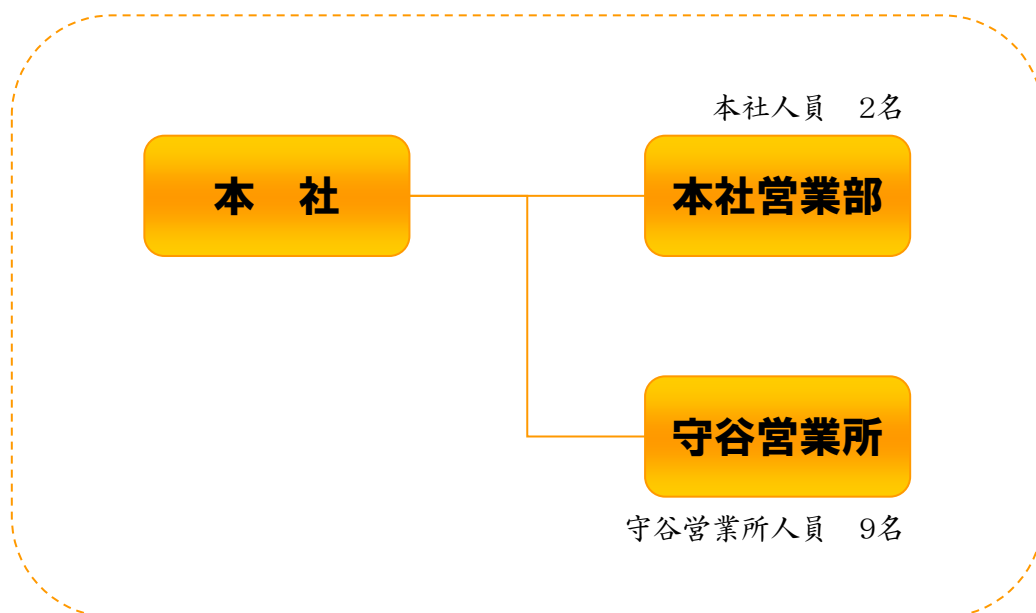 本社人員　2名
本　社
本社営業部
守谷営業所
守谷営業所人員　9名